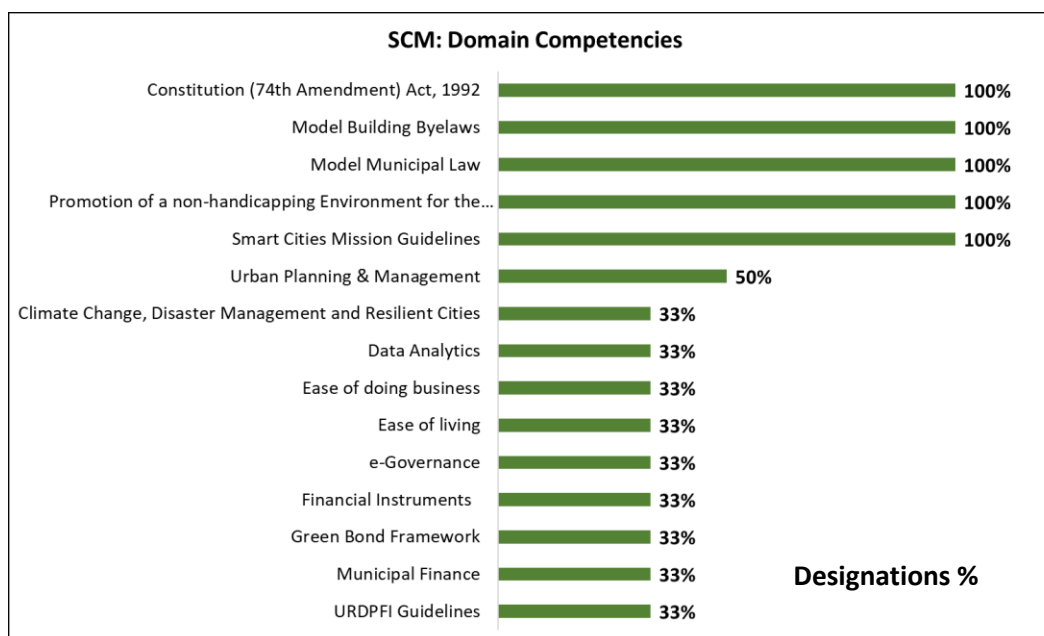 SCM: Domain Competencies
Constitution (74th Amendment) Act, 1992 100%
Model Building Byelaws 100%
Model Municipal Law 100%
Promotion of a non-handicapping Environment for the... 100%
Smart Cities Mission Guidelines 100%
Urban Planning & Management 50%
Climate Change, Disaster Management and Resilient Cities 33%
Data Analytics 33%
Ease of doing business 33%
Ease of living 33%
e-Governance 33%
Financial Instruments 33%
Green Bond Framework 33%
Municipal Finance 33%
URDPFI Guidelines 33%
Designations %